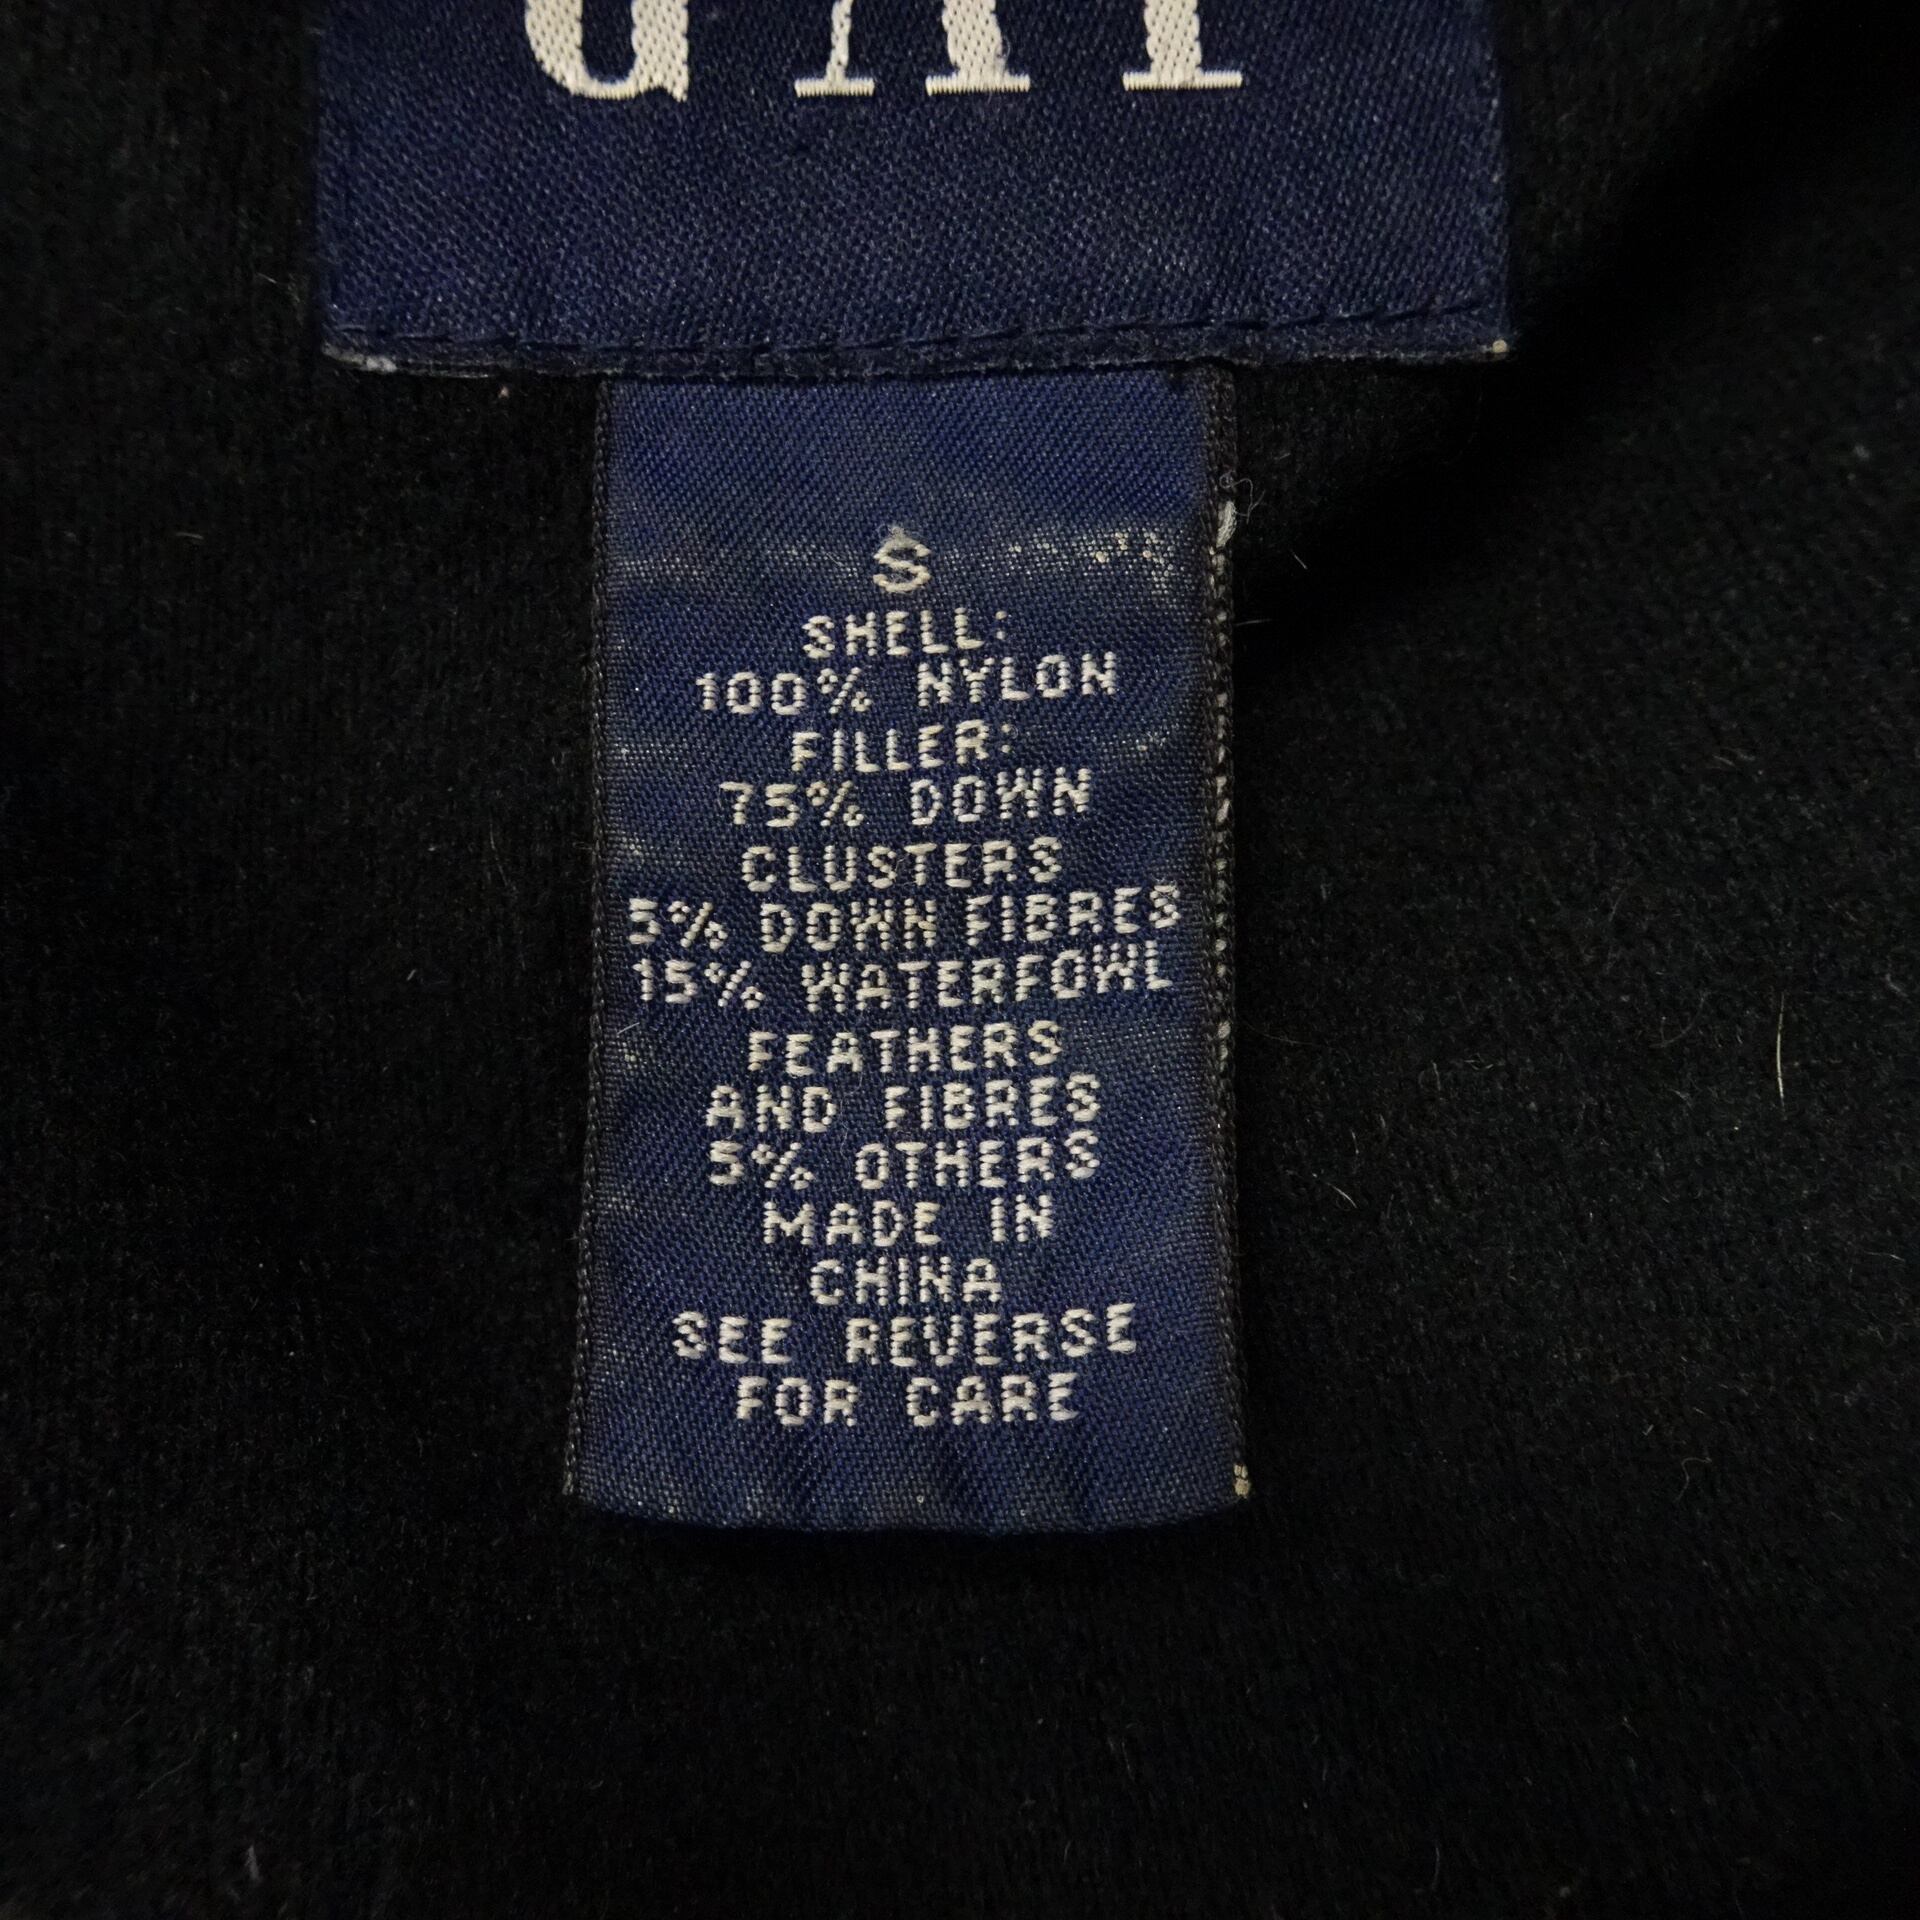 GAP
S
SHELL:
100% NYLON
FILLER:
75% DOWN
CLUSTERS
5% DOWN FIBRES
15% WATERFOWL
FEATHERS
AND FIBRES
5% OTHERS
MADE IN
CHINA
SEE REVERSE
FOR CARE